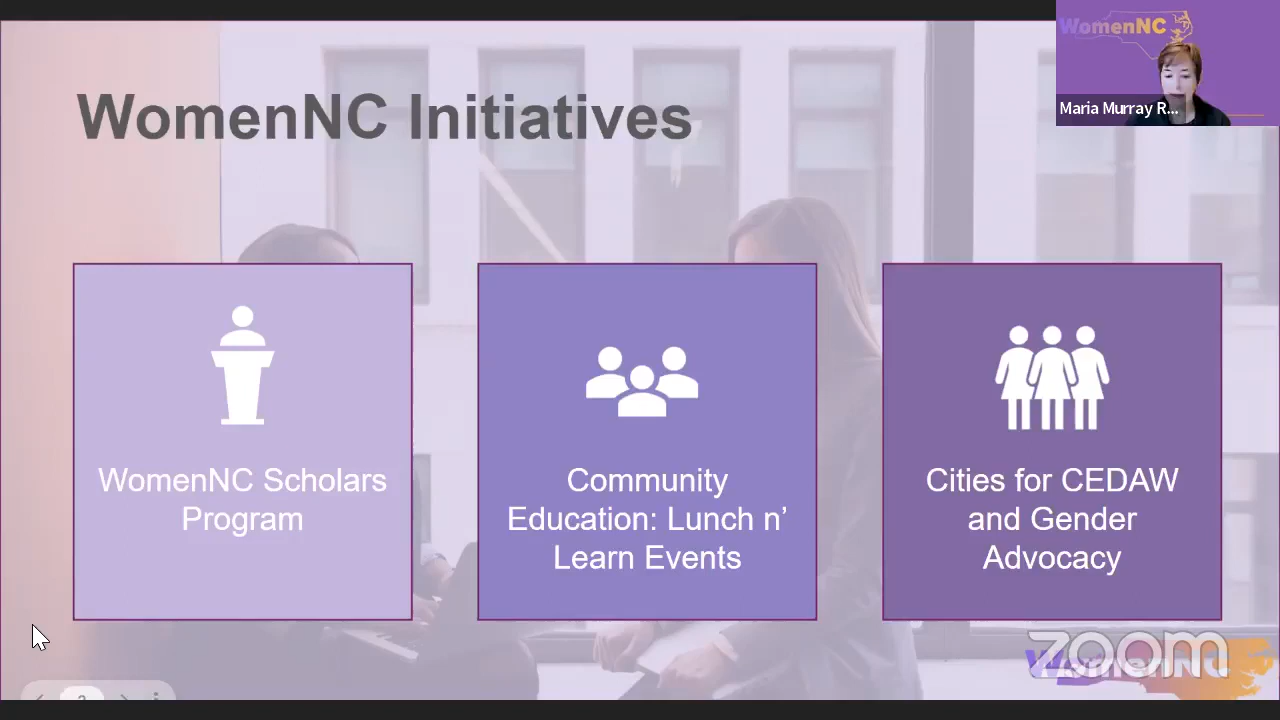 WomenNC
Maria Murray R...
WomenNC Initiatives
WomenNC Scholars
Program
Community
Education: Lunch n’
Learn Events
Cities for CEDAW
and Gender
Advocacy
zoom
WomenNC